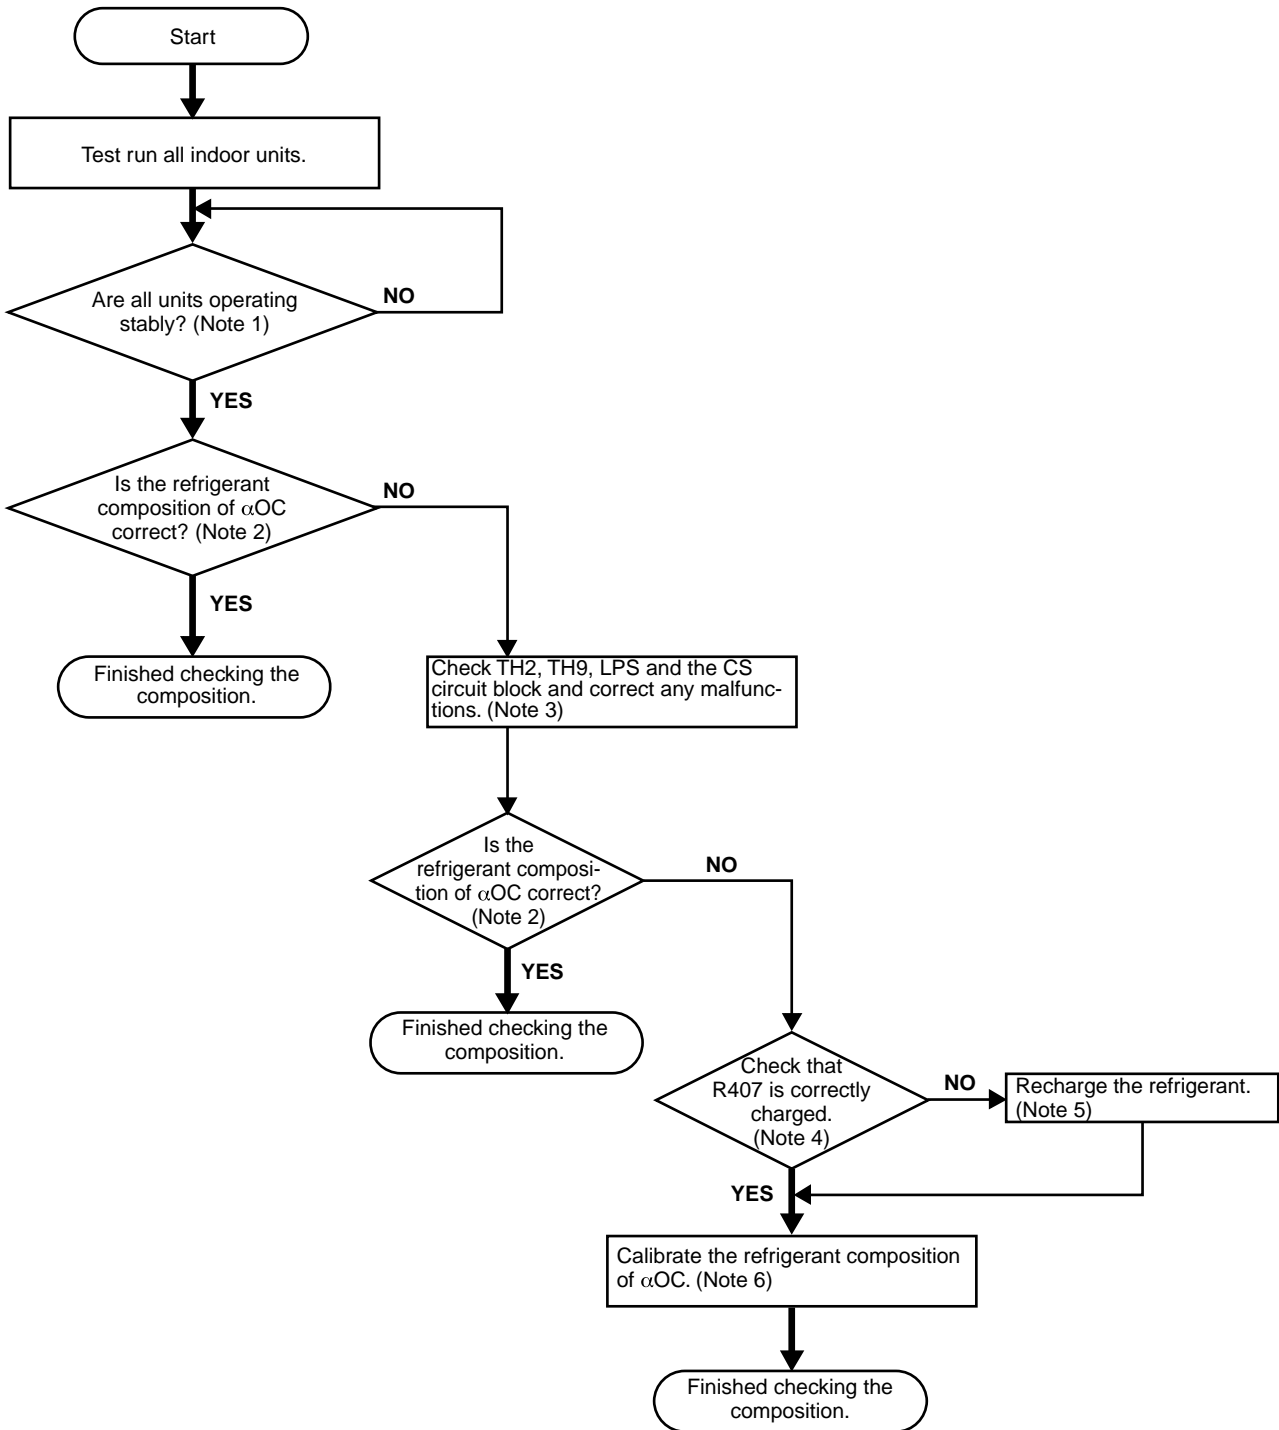 Start
Test run all indoor units.
Are all units operating
stably? (Note 1)
NO
YES
Is the refrigerant
composition of αOC
correct? (Note 2)
NO
YES
Finished checking the
composition.
Check TH2, TH9, LPS and the CS
circuit block and correct any malfunc-
tions. (Note 3)
Is the
refrigerant composi-
tion of αOC correct?
(Note 2)
NO
YES
Finished checking the
composition.
Check that
R407 is correctly
charged.
(Note 4)
NO
Recharge the refrigerant.
(Note 5)
YES
Calibrate the refrigerant composition
of αOC. (Note 6)
Finished checking the
composition.